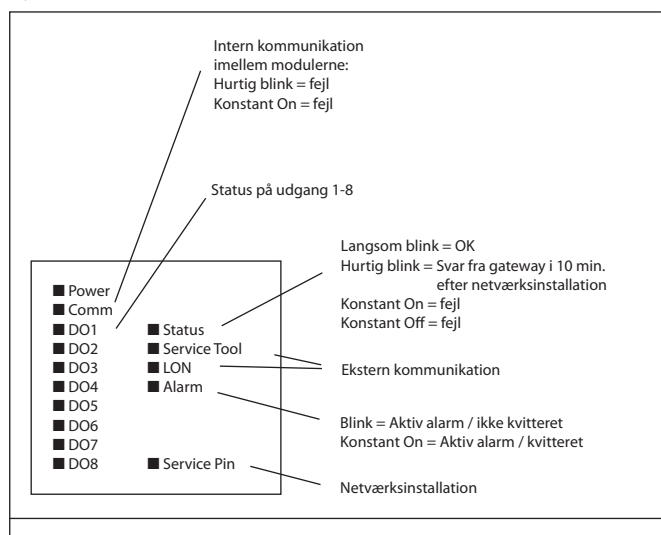 Intern kommunikation
imellem modulerne:
Hurtig blink = fejl
Konstant On = fejl
Status på udgang 1-8
Langsom blink = OK
Hurtig blink = Svar fra gateway i 10 min.
efter netværksinstallation
Konstant On = fejl
Konstant Off = fejl
Ekstern kommunikation
Blink = Aktiv alarm / ikke kvitteret
Konstant On = Aktiv alarm / kvitteret
Netværksinstallation
Power
Comm
DO1
DO2
DO3
DO4
DO5
DO6
DO7
DO8
Status
Service Tool
LON
Alarm
Service Pin